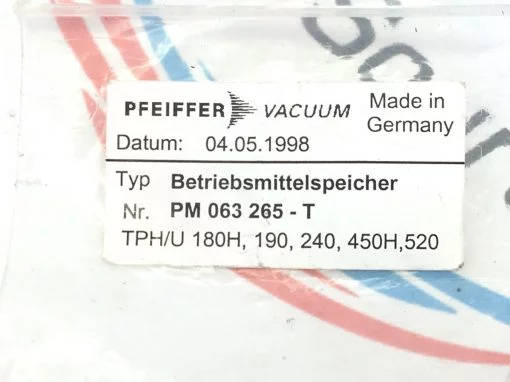 PFEIFFER VACUUM Made in Germany
Datum: 04.05.1998
Typ Betriebsmittelspeicher
Nr. PM 063 265 - T
TPH/U 180H, 190, 240, 450H,520